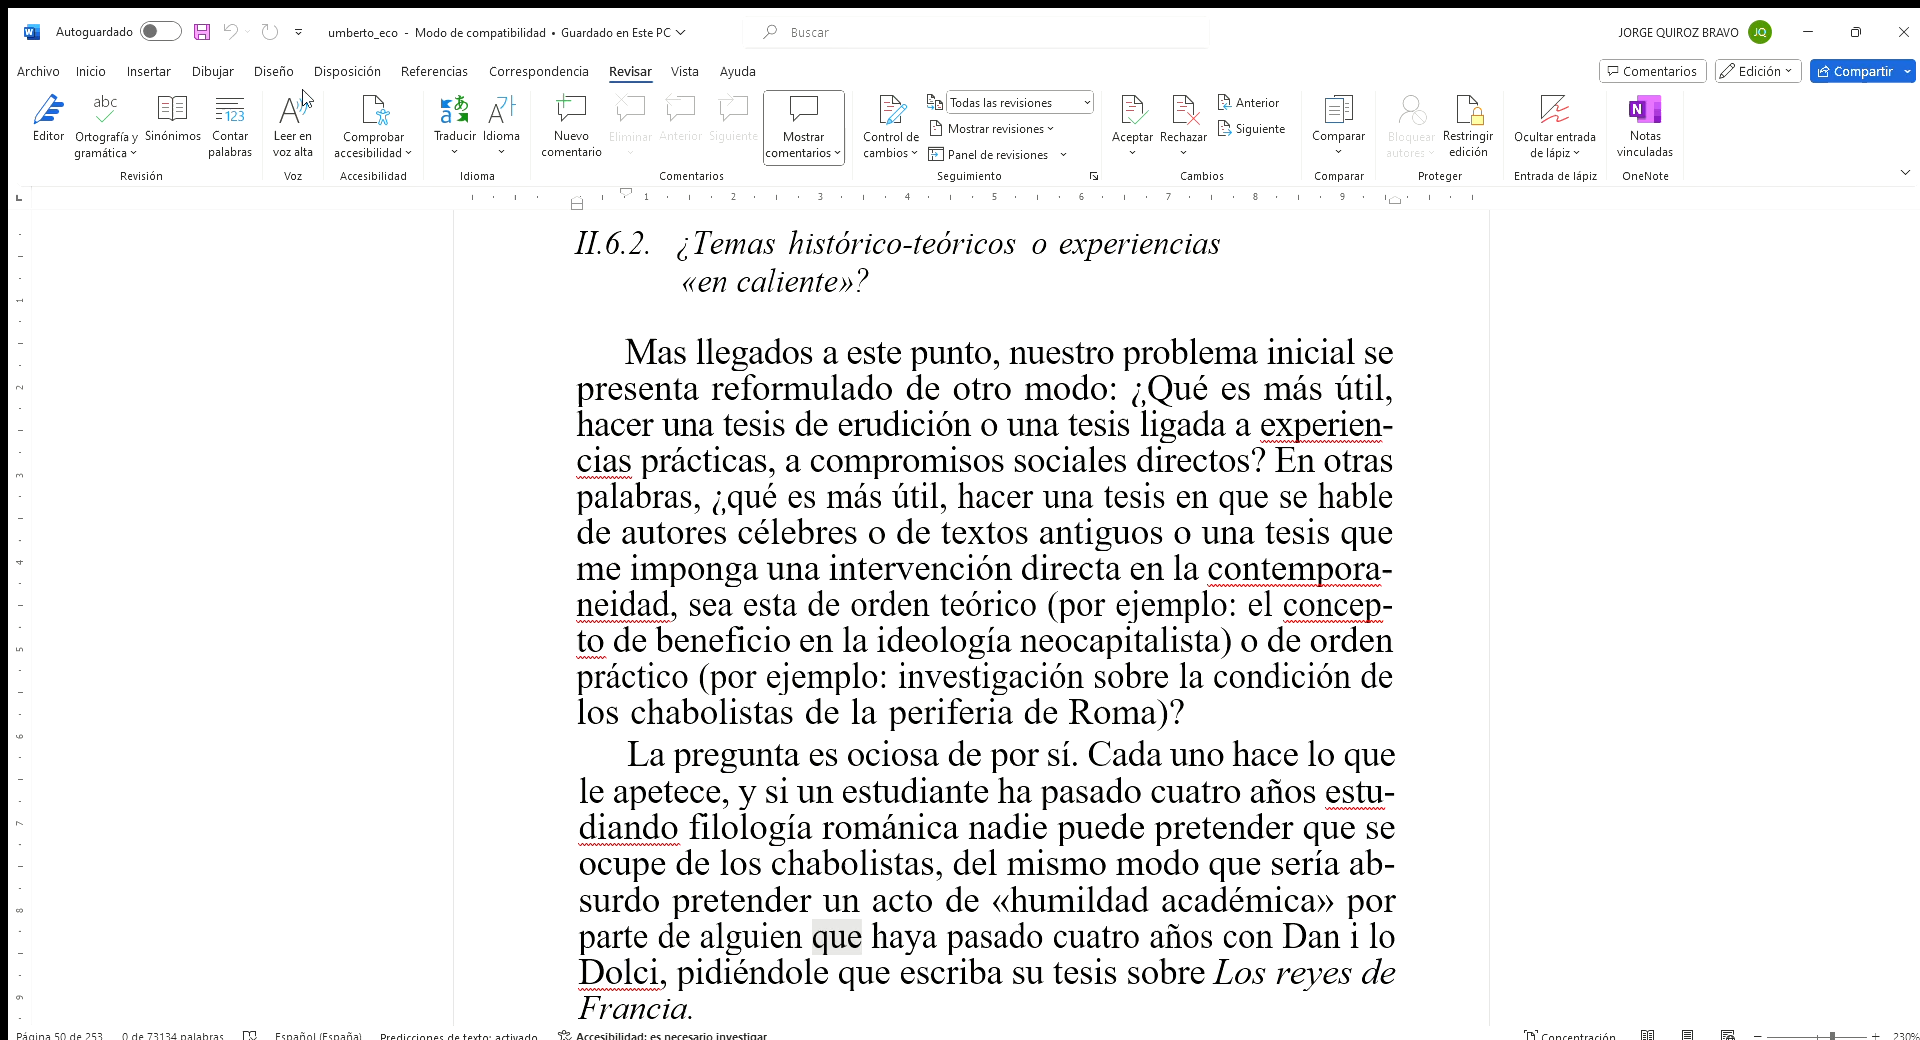 Autoguardado
umberto_eco - Modo de compatibilidad • Guardado en Este PC
Buscar
JORGE QUIROZ BRAVO
JQ
Archivo Inicio Insertar Dibujar Diseño Disposición Referencias Correspondencia Revisar Vista Ayuda
Comentarios Edición Compartir
Editor
Ortografía y gramática
Sinónimos
Contar palabras
Revisión
Leer en voz alta
Voz
Comprobar accesibilidad
Accesibilidad
Traducir
Idioma
Idioma
Nuevo comentario
Eliminar
Anterior
Siguiente
Mostrar comentarios
Comentarios
Control de cambios
Todas las revisiones
Mostrar revisiones
Panel de revisiones
Seguimiento
Aceptar
Rechazar
Anterior
Siguiente
Cambios
Comparar
Comparar
Bloquear autores
Restringir edición
Proteger
Ocultar entrada de lápiz
Entrada de lápiz
Notas vinculadas
OneNote
1 2 3 4 5 6 7 8 9
II.6.2. ¿Temas histórico-teóricos o experiencias
«en caliente»?
Mas llegados a este punto, nuestro problema inicial se
presenta reformulado de otro modo: ¿Qué es más útil,
hacer una tesis de erudición o una tesis ligada a experien-
cias prácticas, a compromisos sociales directos? En otras
palabras, ¿qué es más útil, hacer una tesis en que se hable
de autores célebres o de textos antiguos o una tesis que
me imponga una intervención directa en la contempora-
neidad, sea esta de orden teórico (por ejemplo: el concep-
to de beneficio en la ideología neocapitalista) o de orden
práctico (por ejemplo: investigación sobre la condición de
los chabolistas de la periferia de Roma)?
La pregunta es ociosa de por sí. Cada uno hace lo que
le apetece, y si un estudiante ha pasado cuatro años estu-
diando filología románica nadie puede pretender que se
ocupe de los chabolistas, del mismo modo que sería ab-
surdo pretender un acto de «humildad académica» por
parte de alguien que haya pasado cuatro años con Dan i lo
Dolci, pidiéndole que escriba su tesis sobre Los reyes de
Francia.
Página 50 de 253 0 de 73134 palabras Español (España) Predicciones de texto: activado Accesibilidad: es necesario investigar
Concentración 230%